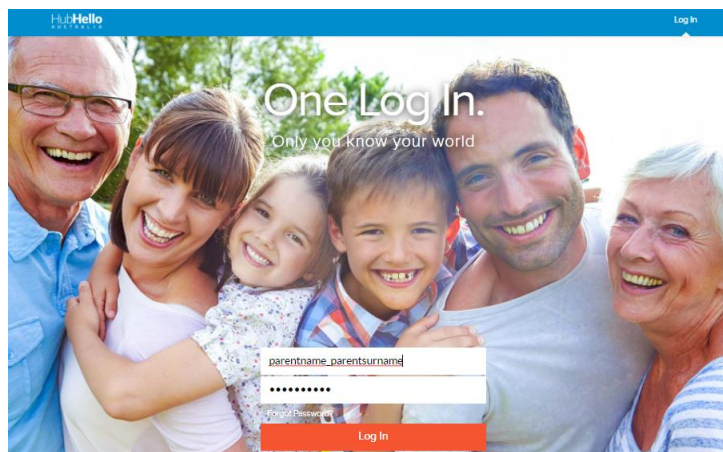 HubHello
AUSTRALIA
Log In
One Log In.
Only you know your world
parentname_parentsurname
••••••••••
Forgot Password?
Log In